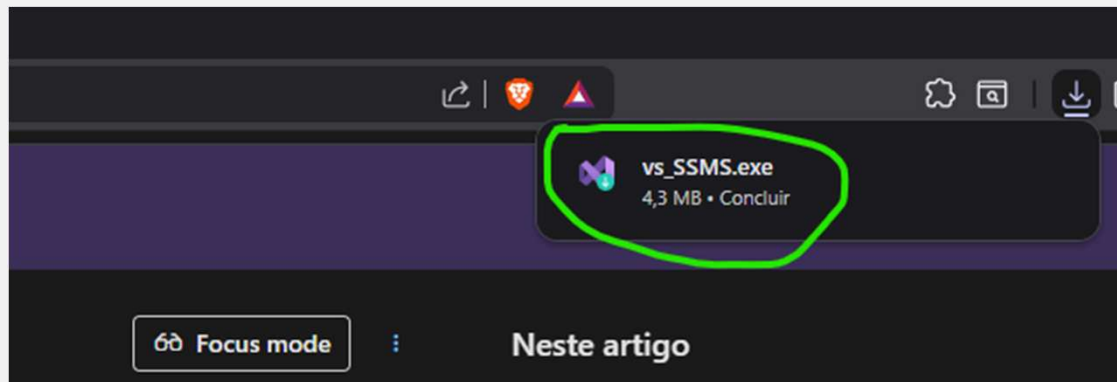 vs_SSMS.exe
4,3 MB • Concluir
Focus mode
Neste artigo